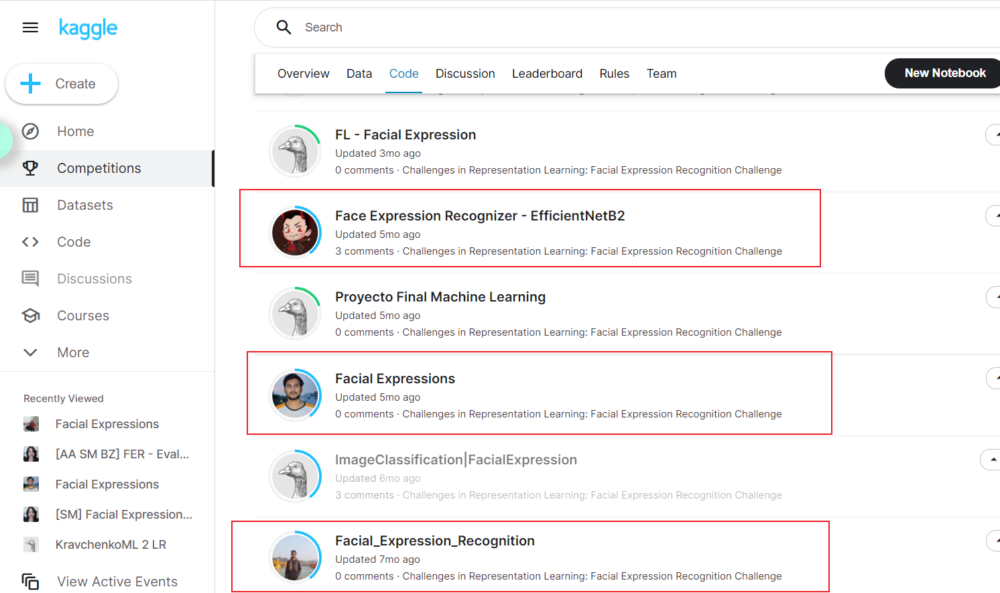 kaggle
Create
Home
Competitions
Datasets
Code
Discussions
Courses
More
Recently Viewed
Facial Expressions
[AA SM BZ] FER - Eval...
Facial Expressions
[SM] Facial Expression...
KravchenkoML 2 LR
View Active Events
Search
Overview Data Code Discussion Leaderboard Rules Team
New Notebook
FL - Facial Expression
Updated 3mo ago
0 comments · Challenges in Representation Learning: Facial Expression Recognition Challenge
Face Expression Recognizer - EfficientNetB2
Updated 5mo ago
3 comments · Challenges in Representation Learning: Facial Expression Recognition Challenge
Proyecto Final Machine Learning
Updated 5mo ago
0 comments · Challenges in Representation Learning: Facial Expression Recognition Challenge
Facial Expressions
Updated 5mo ago
0 comments · Challenges in Representation Learning: Facial Expression Recognition Challenge
ImageClassification|FacialExpression
Updated 6mo ago
3 comments · Challenges in Representation Learning: Facial Expression Recognition Challenge
Facial_Expression_Recognition
Updated 7mo ago
0 comments · Challenges in Representation Learning: Facial Expression Recognition Challenge